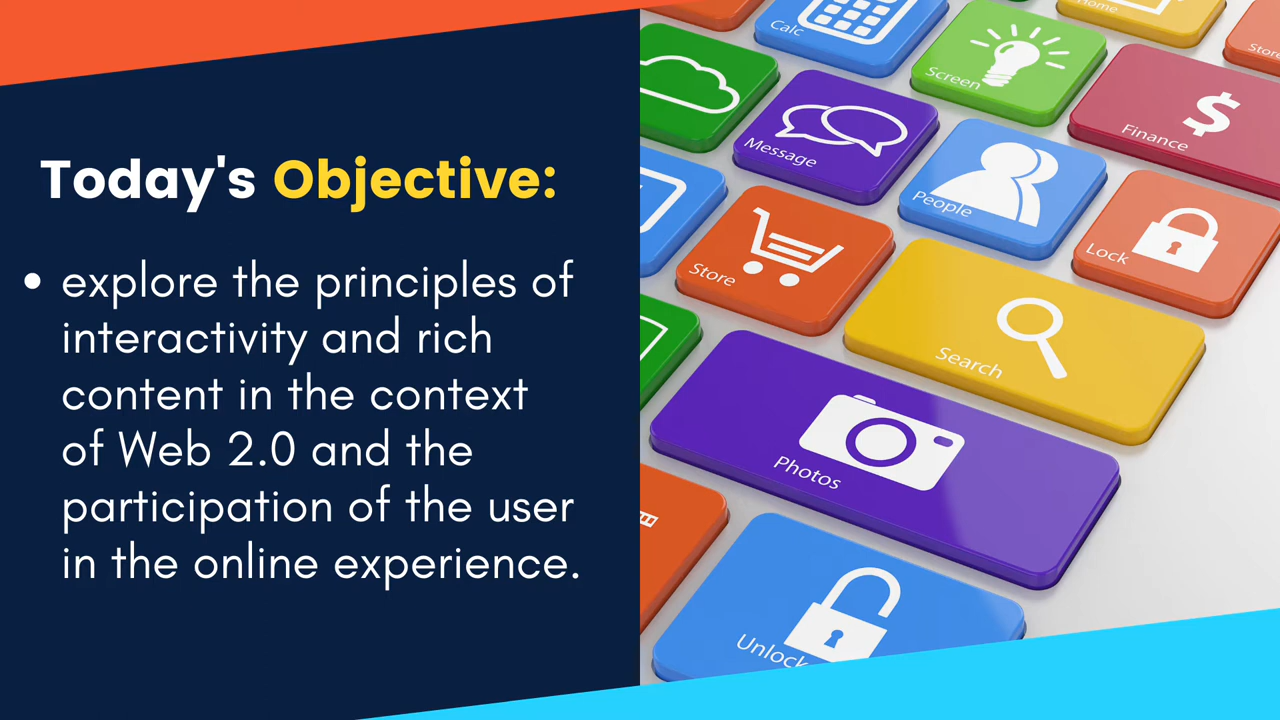 Today's Objective:
• explore the principles of
interactivity and rich
content in the context
of Web 2.0 and the
participation of the user
in the online experience.
Calc
Home
Screen
Store
Message
Finance
People
Lock
Store
Search
Photos
Unlock